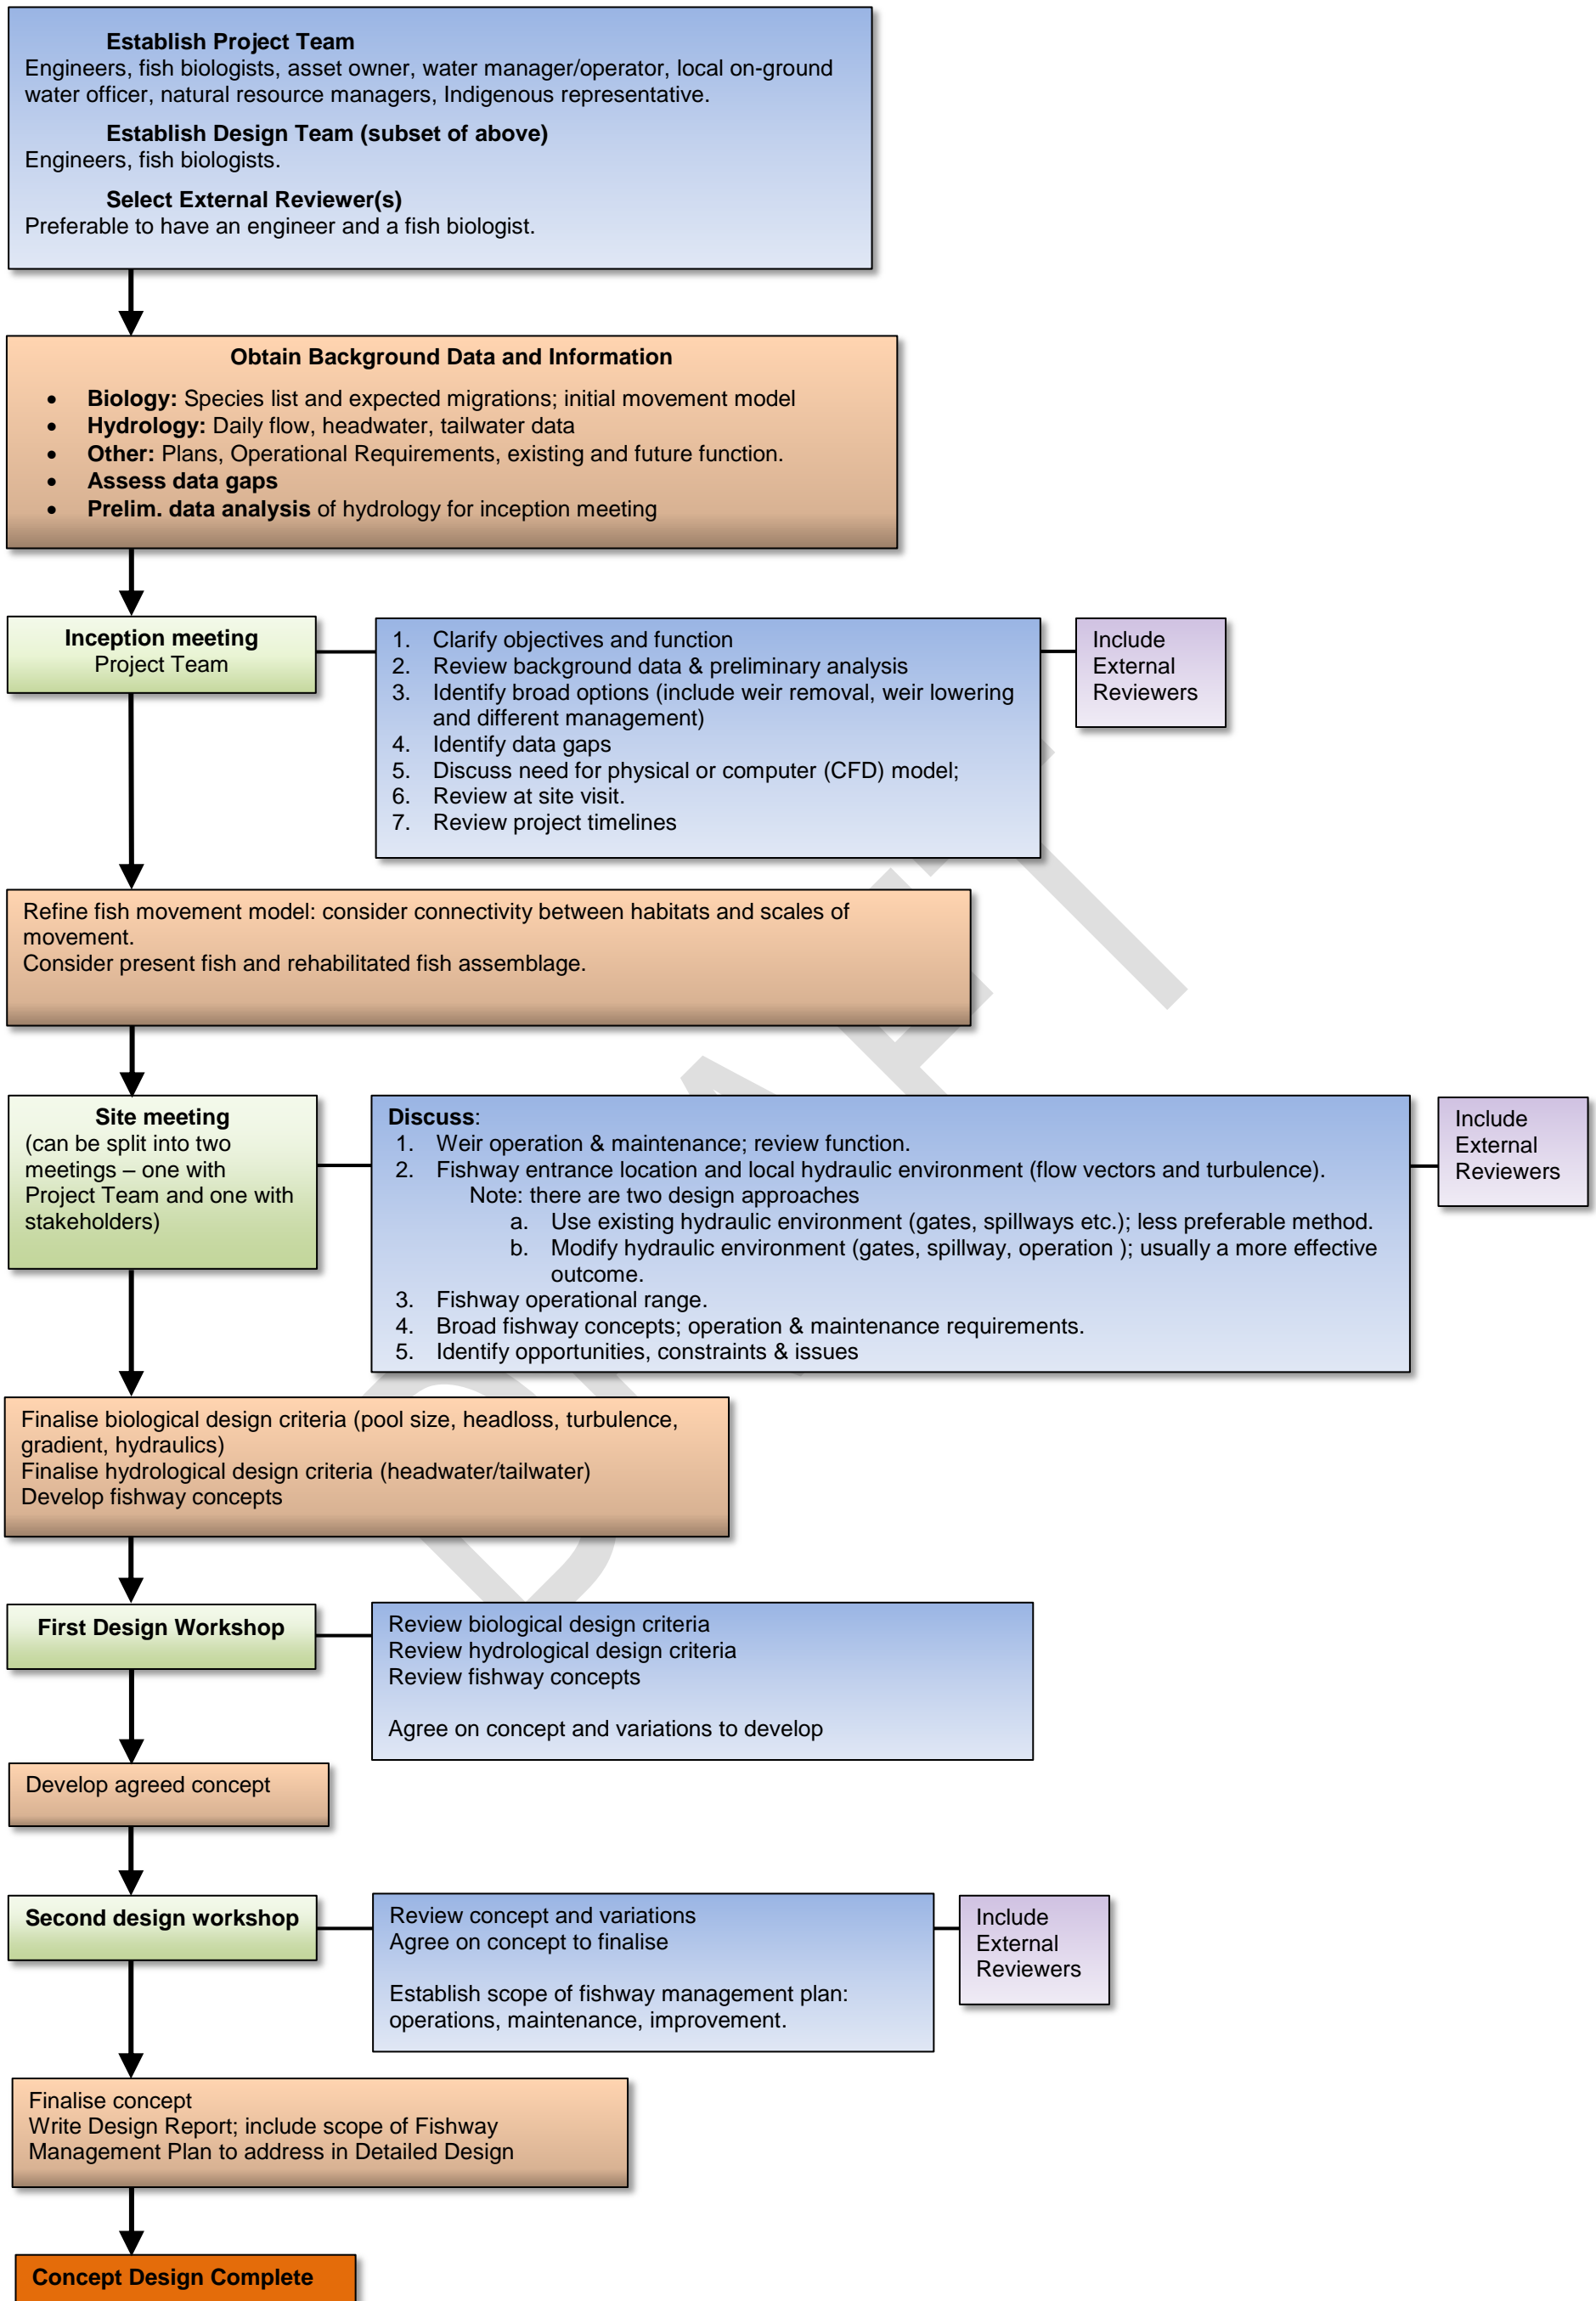 Establish Project Team
Engineers, fish biologists, asset owner, water manager/operator, local on-ground
water officer, natural resource managers, Indigenous representative.
Establish Design Team (subset of above)
Engineers, fish biologists.
Select External Reviewer(s)
Preferable to have an engineer and a fish biologist.
Obtain Background Data and Information
• Biology: Species list and expected migrations; initial movement model
• Hydrology: Daily flow, headwater, tailwater data
• Other: Plans, Operational Requirements, existing and future function.
• Assess data gaps
• Prelim. data analysis of hydrology for inception meeting
Inception meeting
Project Team
1. Clarify objectives and function
2. Review background data & preliminary analysis
3. Identify broad options (include weir removal, weir lowering
and different management)
4. Identify data gaps
5. Discuss need for physical or computer (CFD) model;
6. Review at site visit.
7. Review project timelines
Include
External
Reviewers
Refine fish movement model: consider connectivity between habitats and scales of
movement.
Consider present fish and rehabilitated fish assemblage.
Site meeting
(can be split into two
meetings – one with
Project Team and one with
stakeholders)
Discuss:
1. Weir operation & maintenance; review function.
2. Fishway entrance location and local hydraulic environment (flow vectors and turbulence).
Note: there are two design approaches
a. Use existing hydraulic environment (gates, spillways etc.); less preferable method.
b. Modify hydraulic environment (gates, spillway, operation ); usually a more effective
outcome.
3. Fishway operational range.
4. Broad fishway concepts; operation & maintenance requirements.
5. Identify opportunities, constraints & issues
Include
External
Reviewers
Finalise biological design criteria (pool size, headloss, turbulence,
gradient, hydraulics)
Finalise hydrological design criteria (headwater/tailwater)
Develop fishway concepts
First Design Workshop
Review biological design criteria
Review hydrological design criteria
Review fishway concepts
Agree on concept and variations to develop
Develop agreed concept
Second design workshop
Review concept and variations
Agree on concept to finalise
Establish scope of fishway management plan:
operations, maintenance, improvement.
Include
External
Reviewers
Finalise concept
Write Design Report; include scope of Fishway
Management Plan to address in Detailed Design
Concept Design Complete
DRAFT